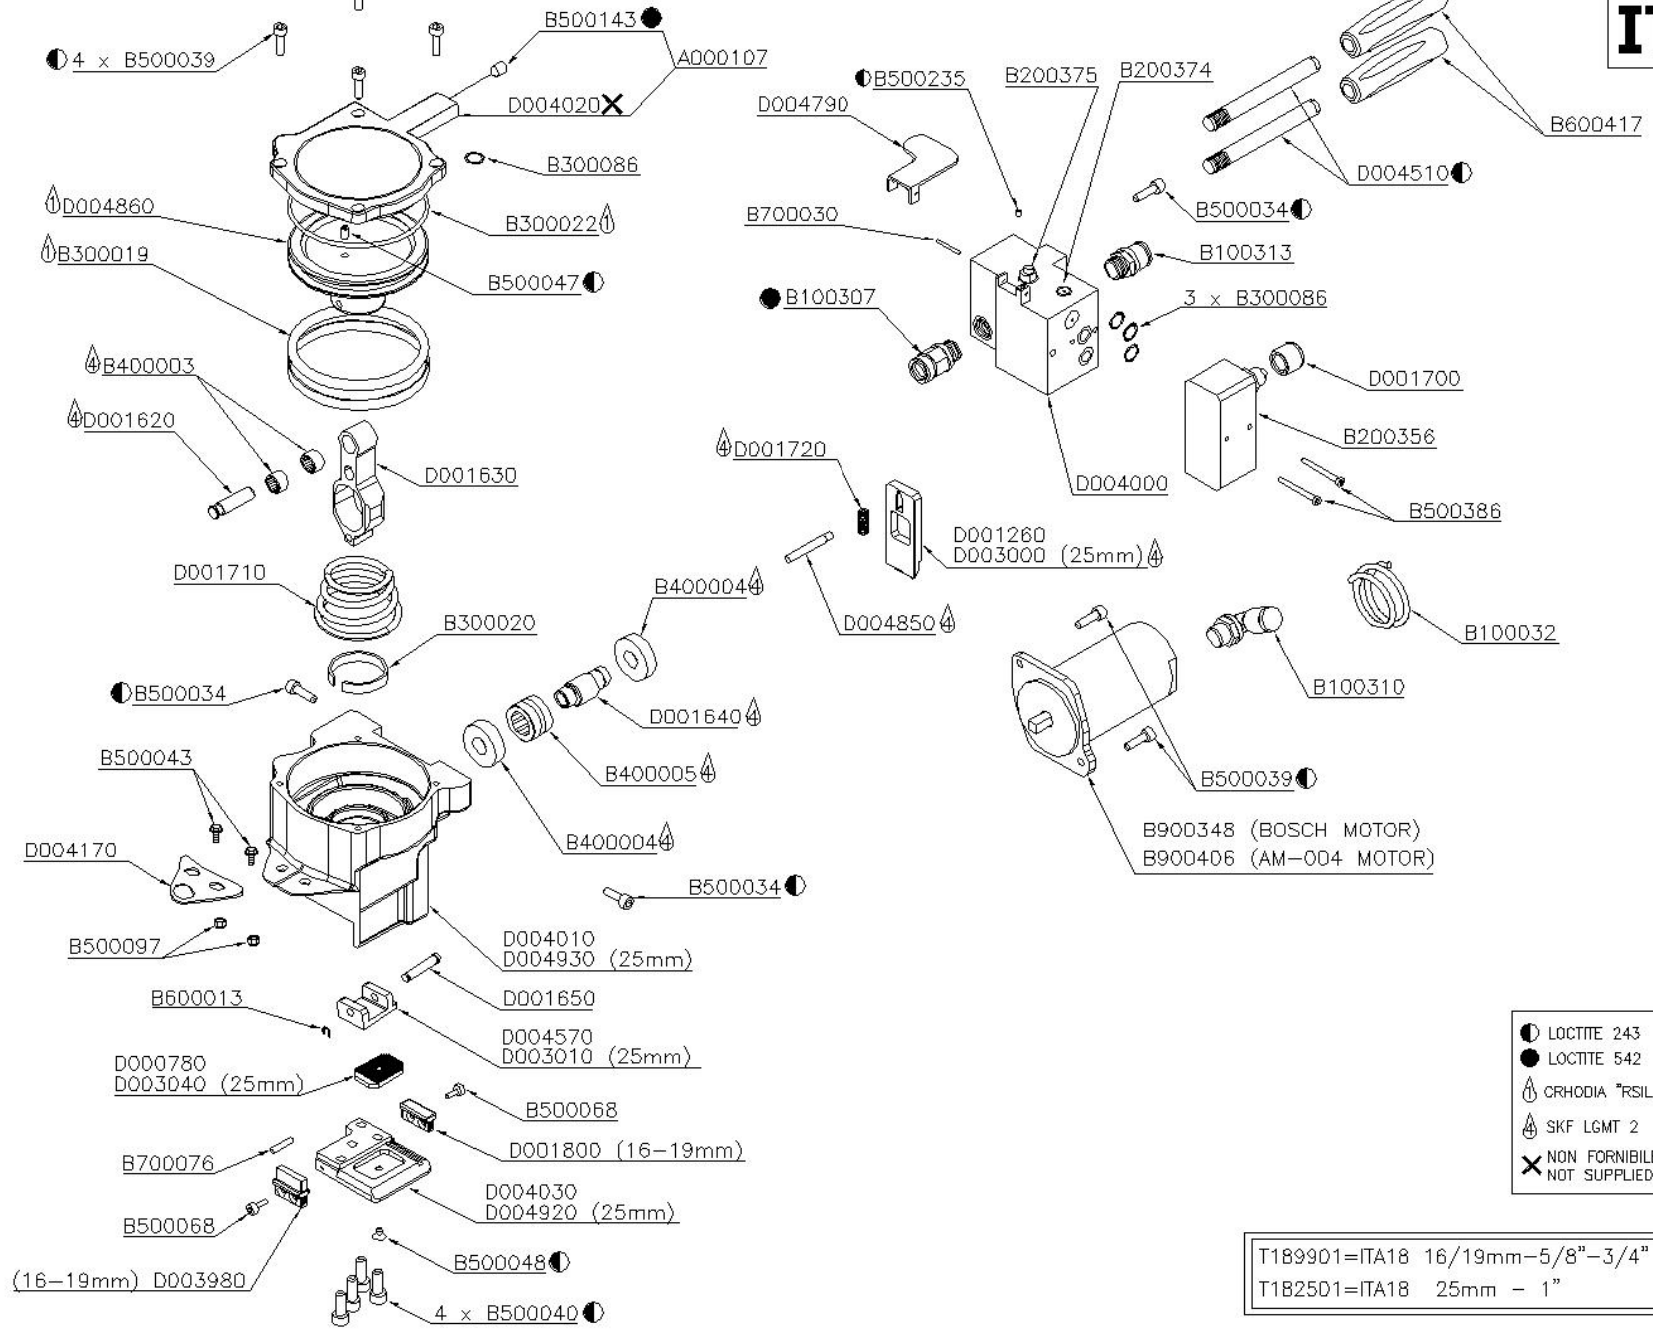 B500143
4 x B500039
A000107
D004020
B300086
D004860
B300022
B300019
B500047
B400003
D001620
D001630
D001710
B300020
B400004
B500034
D001640
B500043
B400005
D004170
B400004
B500034
B500097
D004010
D004930 (25mm)
B600013
D001650
D004570
D003010 (25mm)
D000780
D003040 (25mm)
B500068
D001800 (16-19mm)
B700076
D004030
D004920 (25mm)
B500068
B500048
(16-19mm) D003980
4 x B500040
B500235
B200375
B200374
D004790
B600417
D004510
B700030
B500034
B100313
B100307
3 x B300086
D001700
B200356
D001720
D004000
B500386
D001260
D003000 (25mm)
D004850
B100032
B100310
B500039
B900348 (BOSCH MOTOR)
B900406 (AM-004 MOTOR)
LOCTITE 243
LOCTITE 542
1 CRHODIA "RSIL
4 SKF LGMT 2
NON FORNIBILE
NOT SUPPLIED
T189901=ITA18 16/19mm-5/8"-3/4"
T182501=ITA18 25mm - 1"